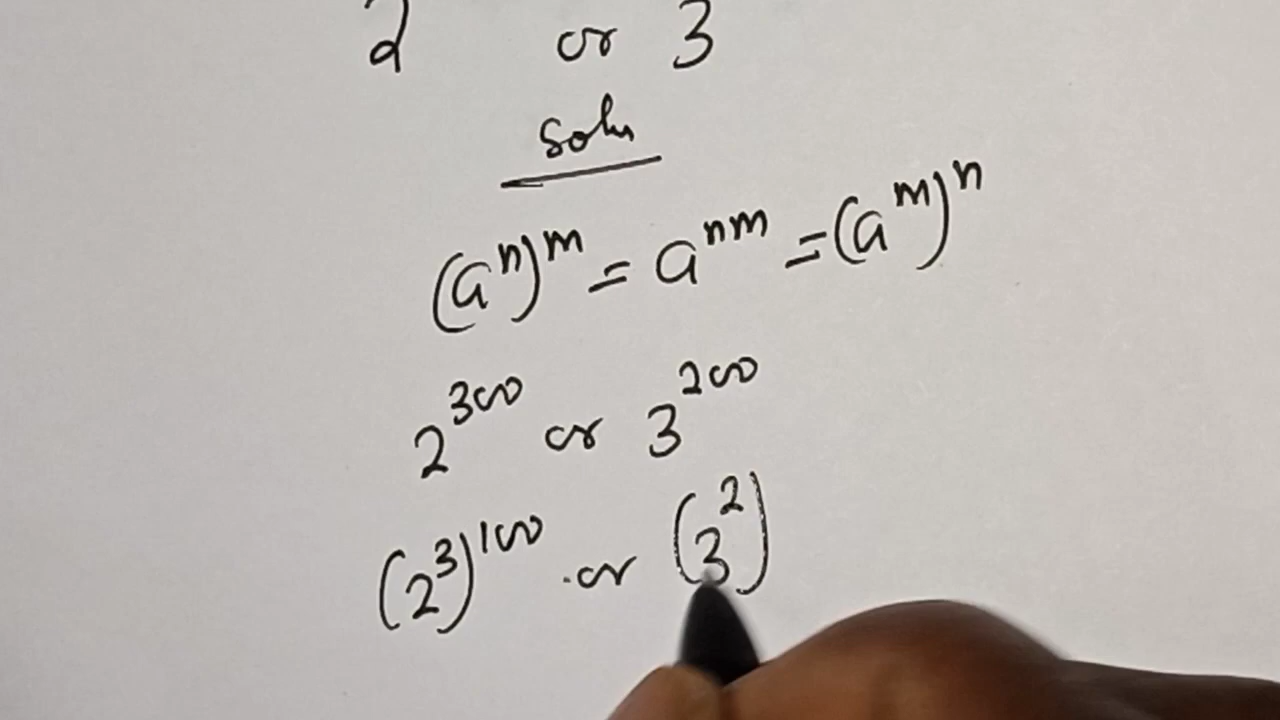 2 or 3
Soln
(a^n)^m = a^nm = (a^m)^n
2^300 or 3^200
(2^3)^100 . or (3^2)